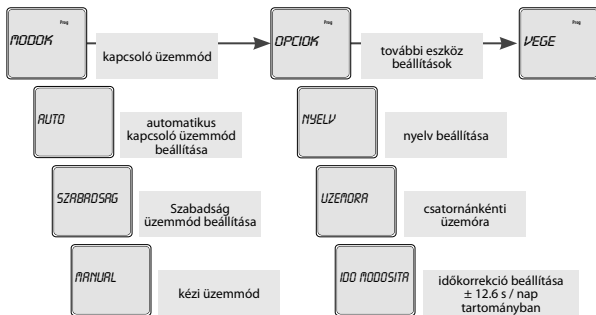 Prog
MODOK
kapcsoló üzemmód
Prog
OPCIOK
további eszköz
beállítások
Prog
VEGE
AUTO
automatikus
kapcsoló üzemmód
beállítása
NYELV
nyelv beállítása
SZABADSAG
Szabadság
üzemmód beállítása
UZEMORA
csatornánkénti
üzemóra
MANUAL
kézi üzemmód
IDO MODOSITA
időkorrekció beállítása
± 12.6 s / nap
tartományban